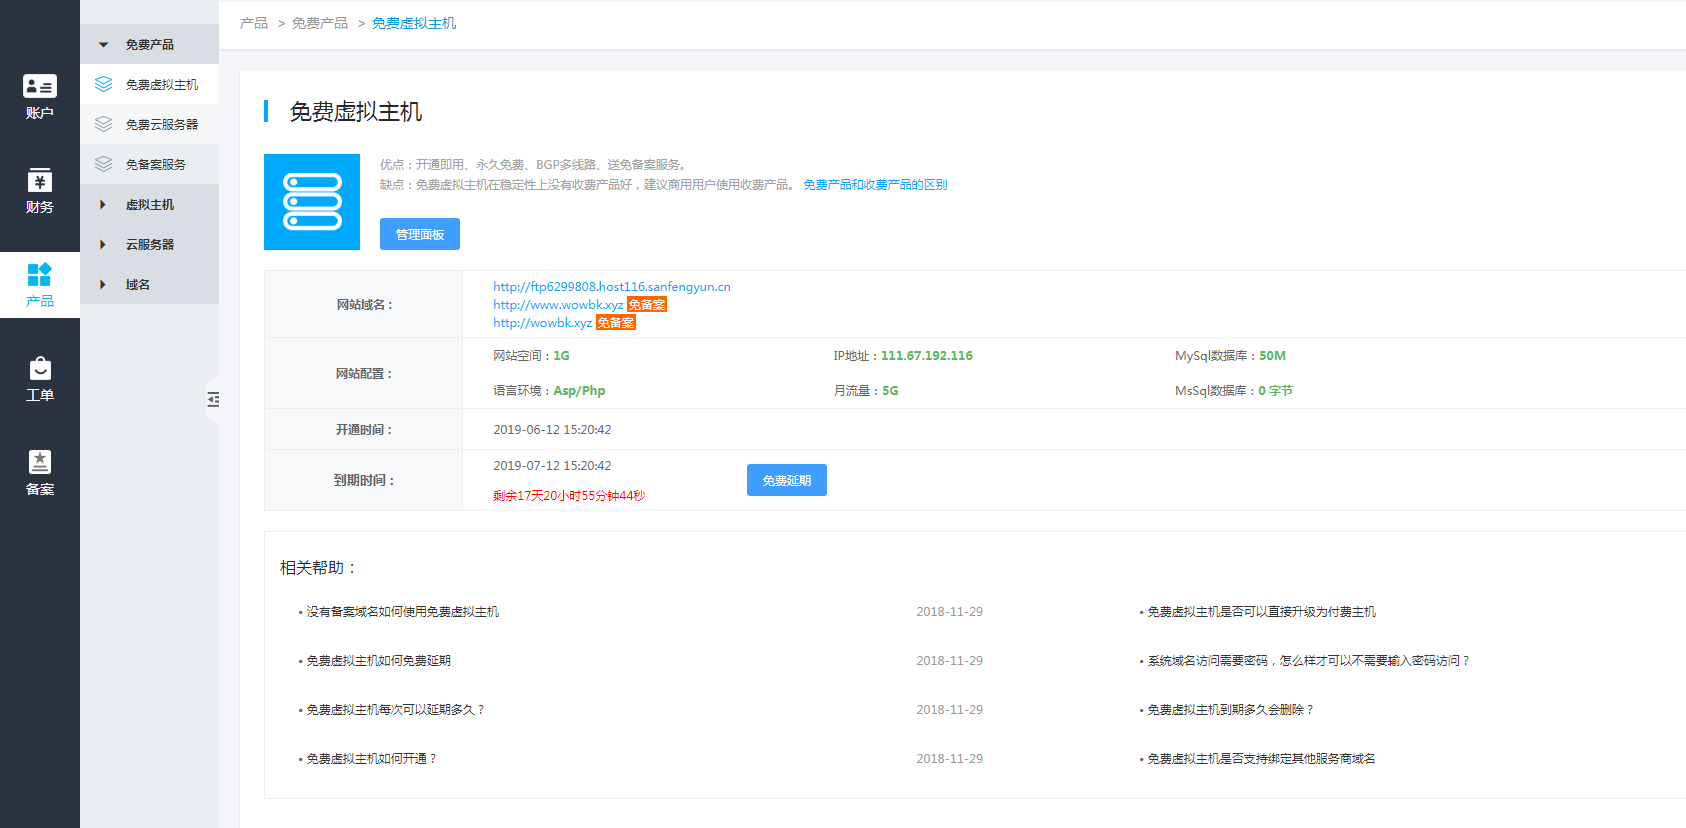 账户
财务
产品
工单
备案
免费产品
免费虚拟主机
免费云服务器
免备案服务
虚拟主机
云服务器
域名
产品 > 免费产品 > 免费虚拟主机
免费虚拟主机
优点：开通即用、永久免费、BGP多线路、送免备案服务。
缺点：免费虚拟主机在稳定性上没有收费产品好，建议商用用户使用收费产品。 免费产品和收费产品的区别
管理面板
网站域名：
http://ftp6299808.host116.sanfengyun.cn
http://www.wowbk.xyz 免备案
http://wowbk.xyz 免备案
网站配置：
网站空间：1G IP地址：111.67.192.116 MySql数据库：50M
语言环境：Asp/Php 月流量：5G MsSql数据库：0 字节
开通时间： 2019-06-12 15:20:42
到期时间：
2019-07-12 15:20:42
剩余17天20小时55分钟44秒
免费延期
相关帮助：
• 没有备案域名如何使用免费虚拟主机 2018-11-29 • 免费虚拟主机是否可以直接升级为付费主机
• 免费虚拟主机如何免费延期 2018-11-29 • 系统域名访问需要密码，怎么样才可以不需要输入密码访问？
• 免费虚拟主机每次可以延期多久？ 2018-11-29 • 免费虚拟主机到期多久会删除？
• 免费虚拟主机如何开通？ 2018-11-29 • 免费虚拟主机是否支持绑定其他服务商域名